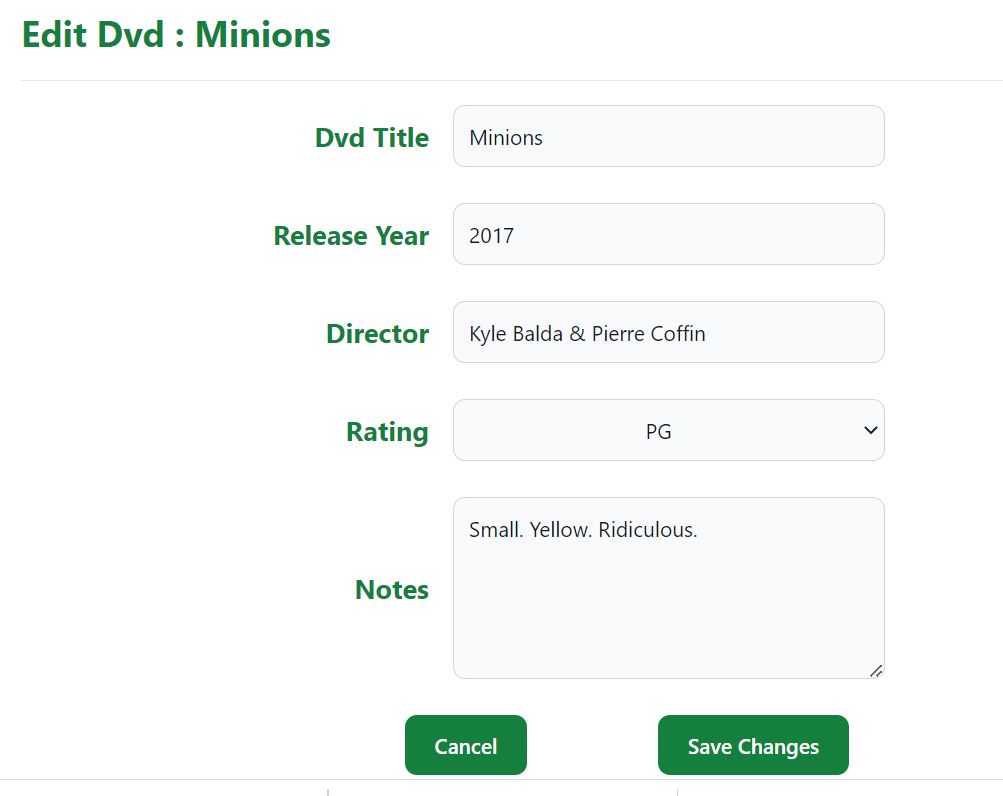 Edit Dvd : Minions
Dvd Title
Minions
Release Year
2017
Director
Kyle Balda & Pierre Coffin
Rating
PG
Notes
Small. Yellow. Ridiculous.
Cancel
Save Changes